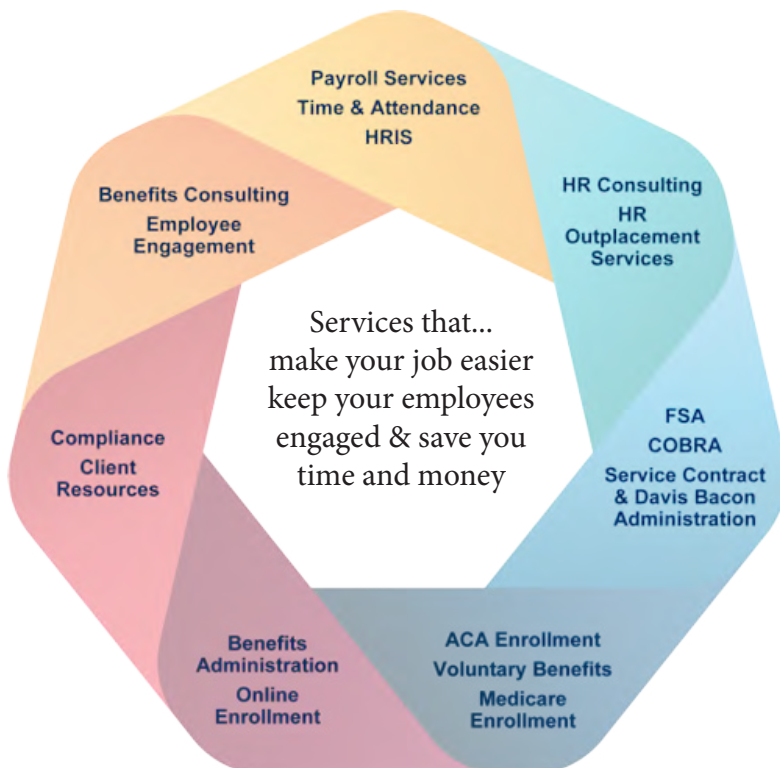 Payroll Services
Time & Attendance
HRIS
HR Consulting
HR
Outplacement
Services
FSA
COBRA
Service Contract
& Davis Bacon
Administration
ACA Enrollment
Voluntary Benefits
Medicare
Enrollment
Benefits
Administration
Online
Enrollment
Compliance
Client
Resources
Benefits Consulting
Employee
Engagement
Services that...
make your job easier
keep your employees
engaged & save you
time and money